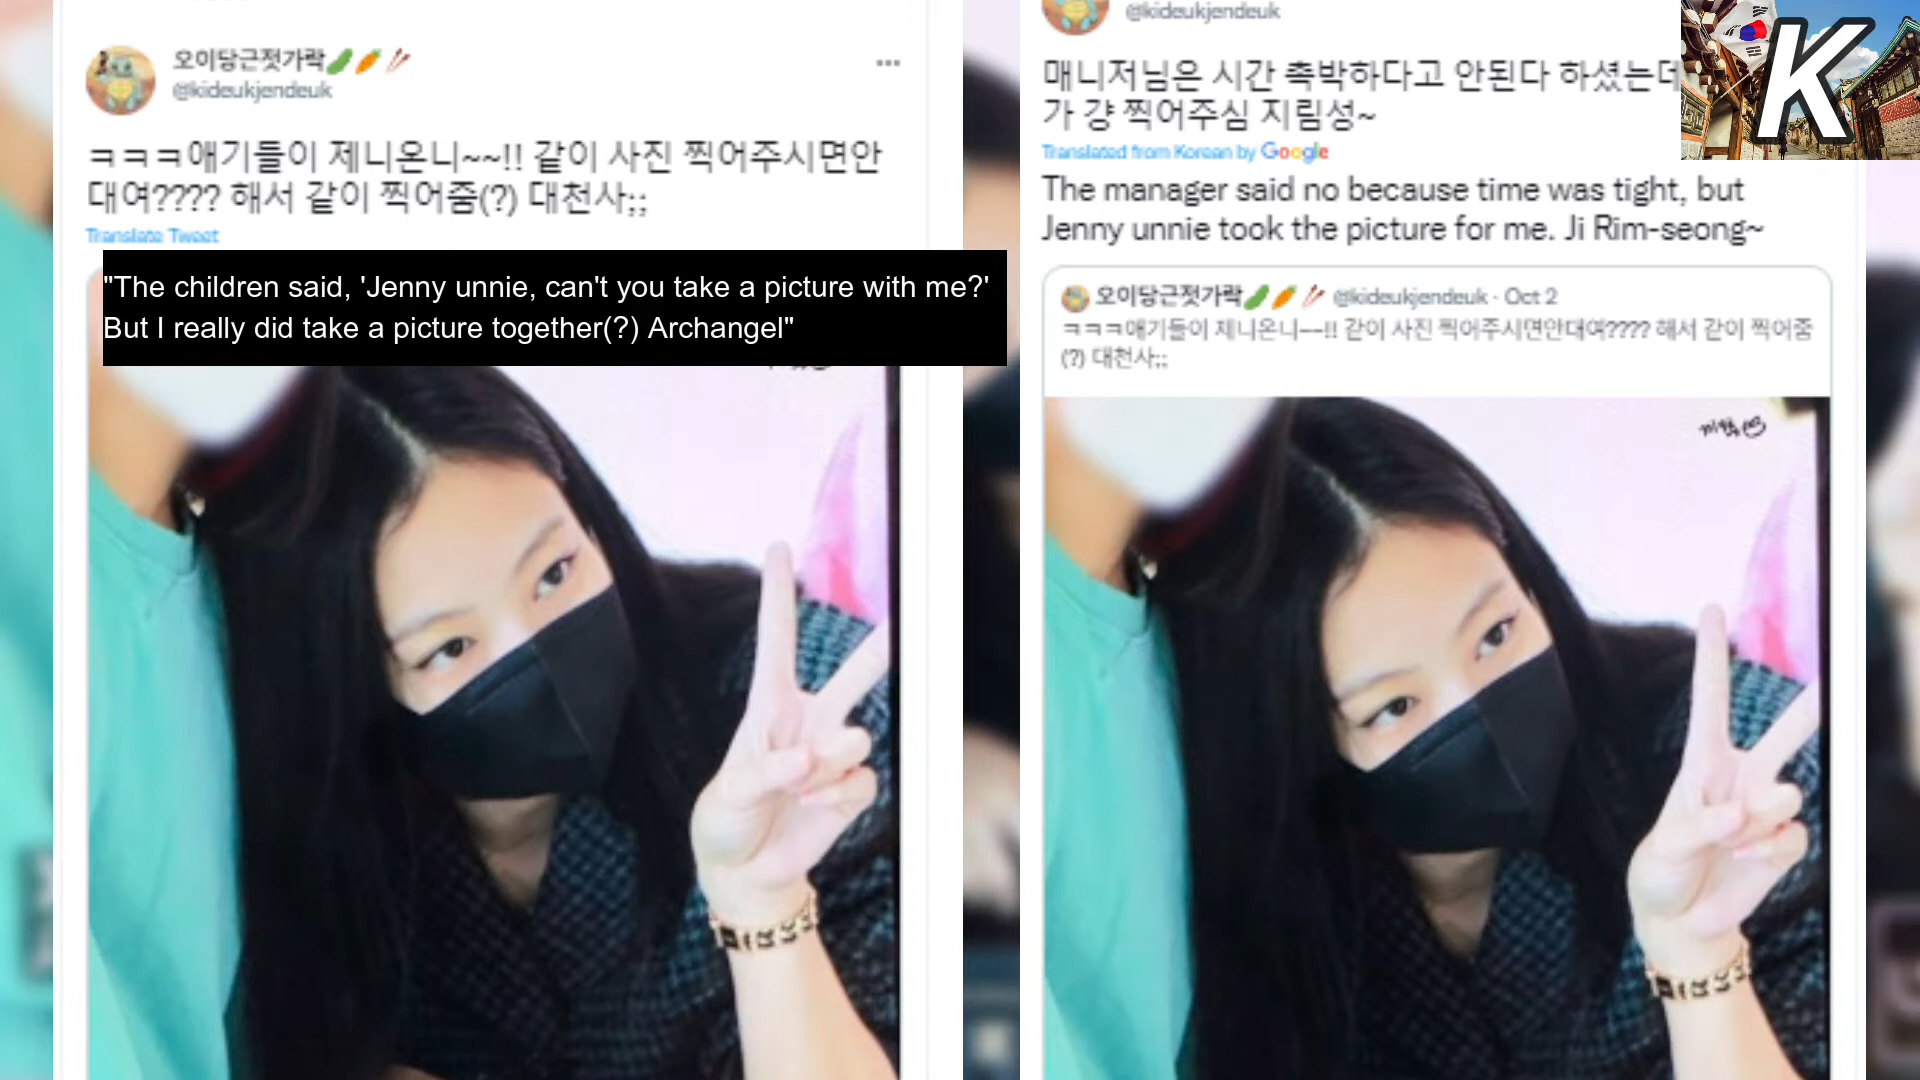 오이당근젓가락
@kideukjendeuk
ㅋㅋㅋ애기들이 제니온니~~!! 같이 사진 찍어주시면안
대여???? 해서 같이 찍어줌(?) 대천사;;
Translate Tweet
"The children said, 'Jenny unnie, can't you take a picture with me?'
But I really did take a picture together(?) Archangel"
@kideukjendeuk
매니저님은 시간 촉박하다고 안된다 하셨는데
가 걍 찍어주심 지림성~
Translated from Korean by Google
The manager said no because time was tight, but
Jenny unnie took the picture for me. Ji Rim-seong~
오이당근젓가락 @kideukjendeuk · Oct 2
ㅋㅋㅋ애기들이 제니온니~~!! 같이 사진 찍어주시면안대여???? 해서 같이 찍어줌
(?) 대천사;;
K